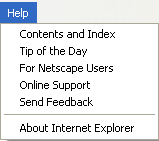 Help
Contents and Index
Tip of the Day
For Netscape Users
Online Support
Send Feedback
About Internet Explorer